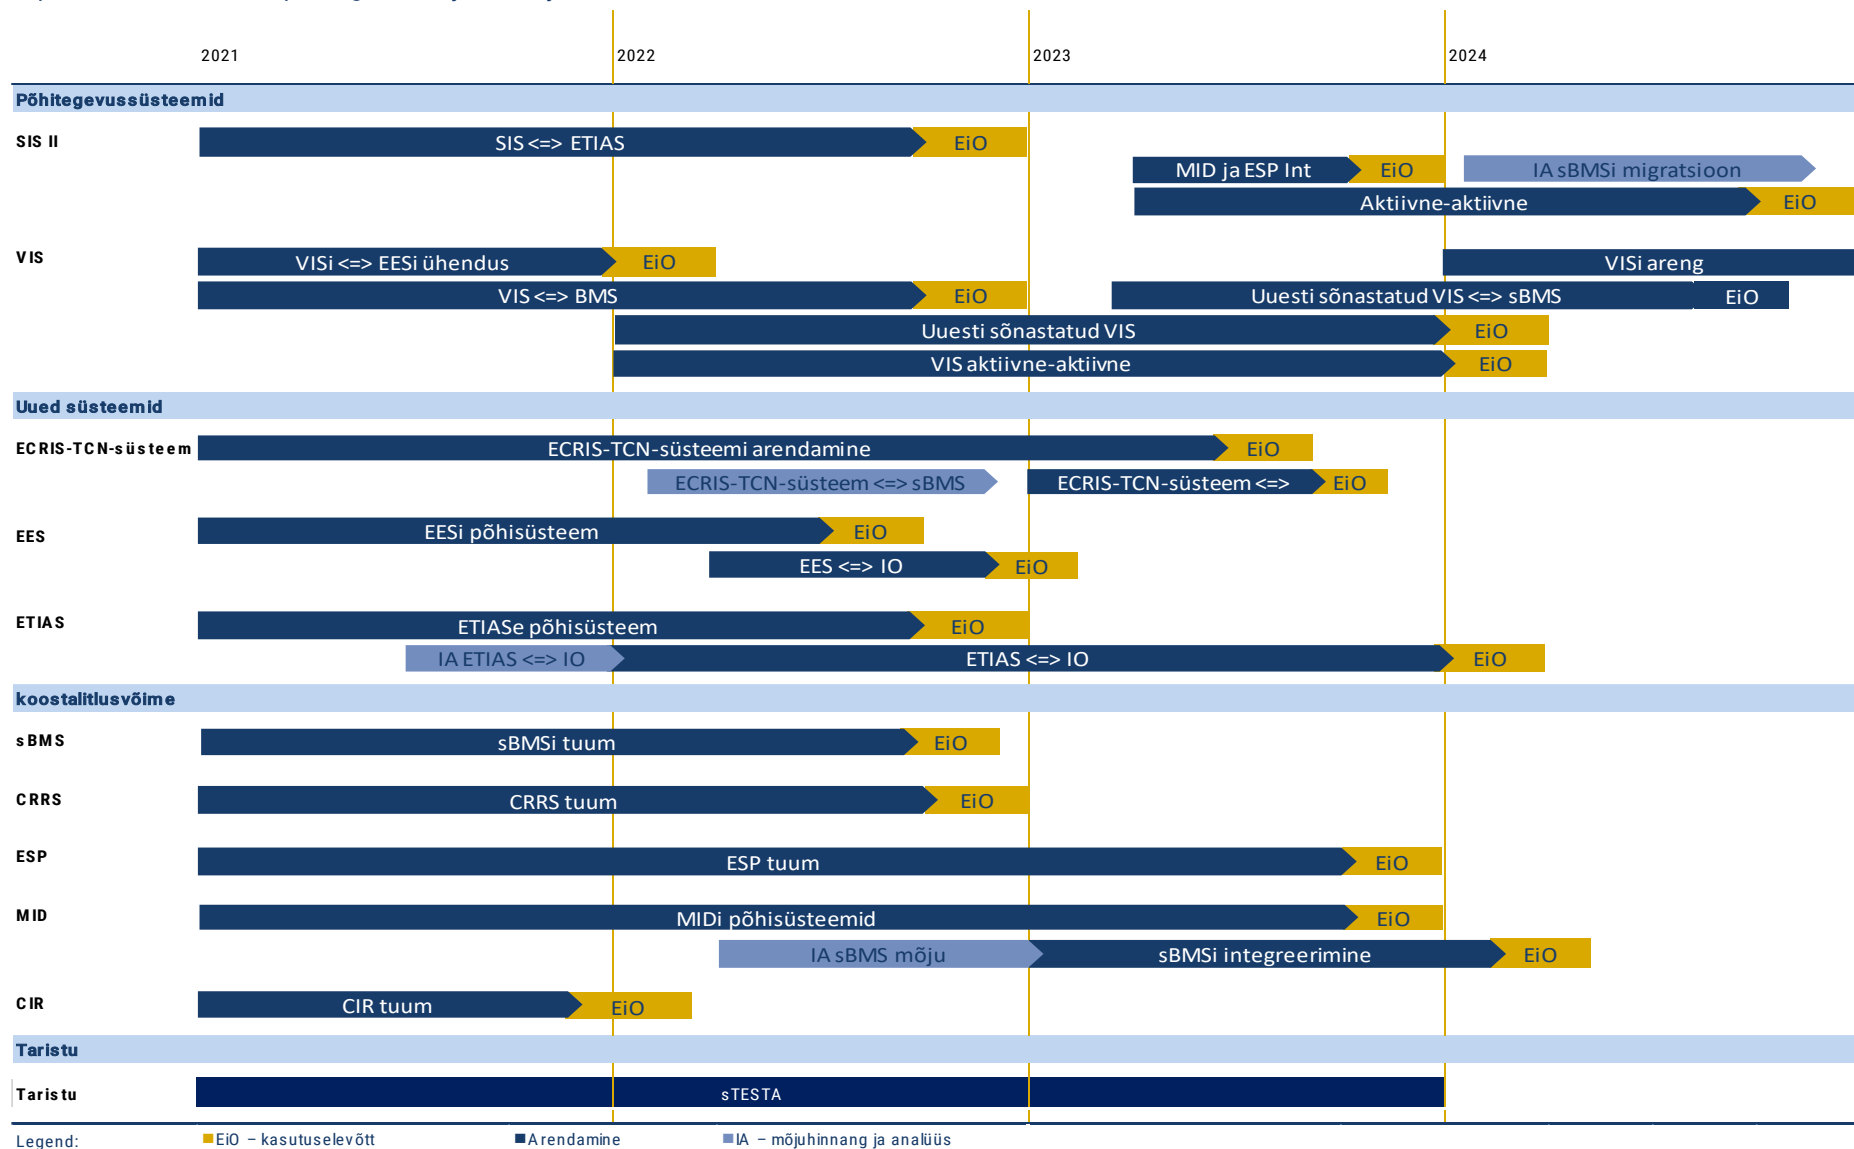 2021 2022 2023 2024
Põhitegevussüsteemid
SIS II
SIS <=> ETIAS EiO
MID ja ESP Int EiO IA sBMSi migratsioon
Aktiivne-aktiivne EiO
VIS
VISi <=> EESi ühendus EiO VISi areng
VIS <=> BMS EiO Uuesti sõnastatud VIS <=> sBMS EiO
Uuesti sõnastatud VIS EiO
VIS aktiivne-aktiivne EiO
Uued süsteemid
ECRIS-TCN-süsteem
ECRIS-TCN-süsteemi arendamine EiO
ECRIS-TCN-süsteem <=> sBMS ECRIS-TCN-süsteem <=> EiO
EES
EESi põhisüsteem EiO
EES <=> IO EiO
ETIAS
ETIASe põhisüsteem EiO
IA ETIAS <=> IO ETIAS <=> IO EiO
koostalitlusvõime
sBMS
sBMSi tuum EiO
CRRS
CRRS tuum EiO
ESP
ESP tuum EiO
MID
MIDi põhisüsteemid EiO
IA sBMS mõju sBMSi integreerimine EiO
CIR
CIR tuum EiO
Taristu
Taristu
sTESTA
Legend: EiO – kasutuselevõtt Arendamine IA – mõjuhinnang ja analüüs